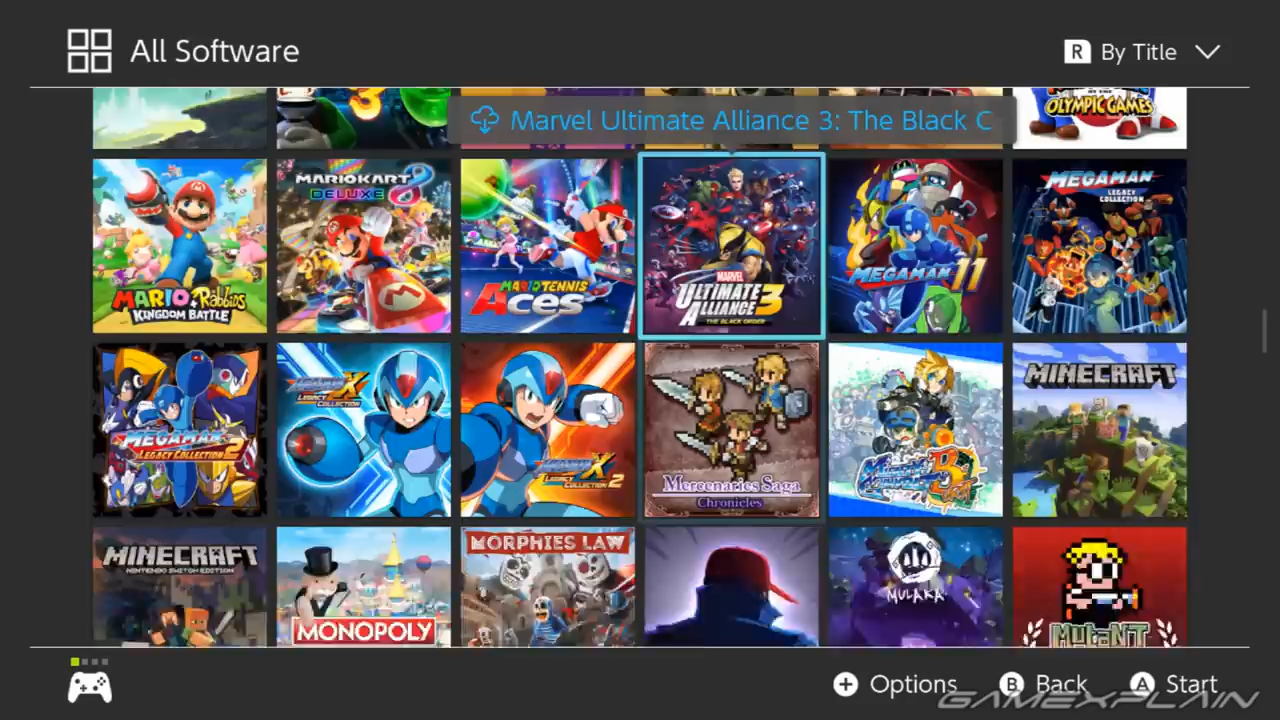 All Software
R By Title
3
OLYMPIC GAMES
Marvel Ultimate Alliance 3: The Black C
MARIO + Rabbids
KINGDOM BATTLE
MARIOKART 8
DELUXE
MARIO TENNIS
Aces
MARVEL
ULTIMATE
ALLIANCE 3
THE BLACK ORDER
MEGAMAN 11
MEGAMAN
LEGACY
COLLECTION
MEGAMAN
LEGACY COLLECTION 2
MEGAMAN X
LEGACY
COLLECTION
MEGAMAN X
LEGACY
COLLECTION 2
Mercenaries Saga
Chronicles
MINECRAFT
MINECRAFT
NINTENDO SWITCH EDITION
MONOPOLY
MORPHIES LAW
MULAKA
MUTANT
+ Options
B Back
A Start
GAMEXPLAIN